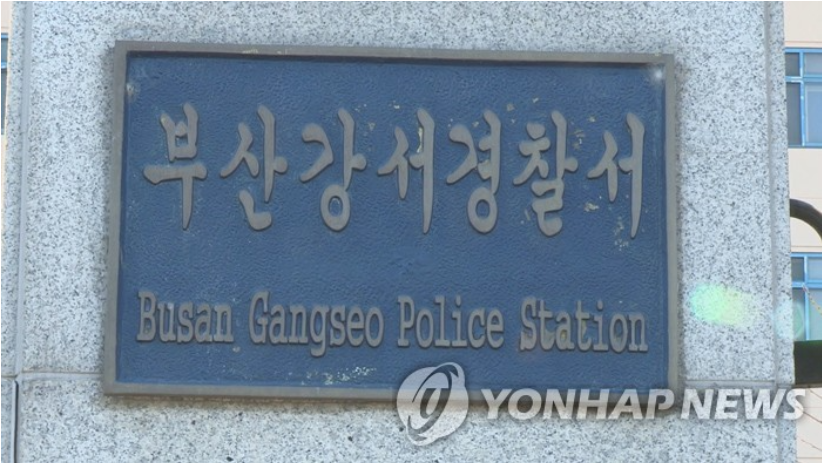 부산강서경찰서
Busan Gangseo Police Station
YONHAP NEWS